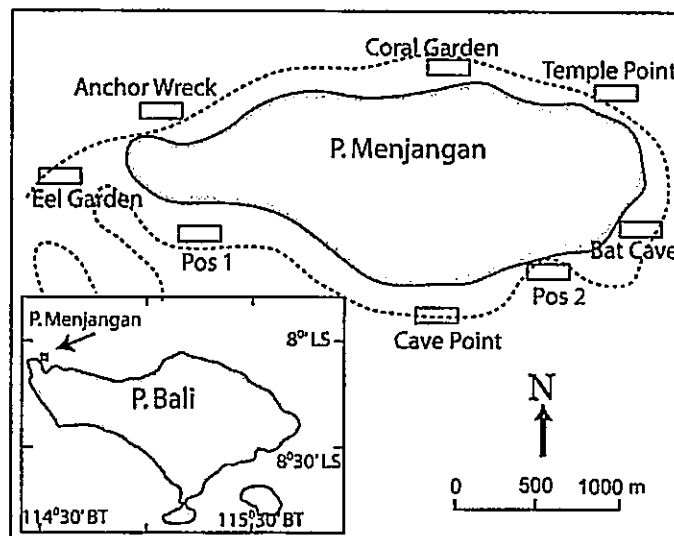 Coral Garden
Temple Point
Anchor Wreck
P. Menjangan
Eel Garden
Pos 1
Bat Cave
Pos 2
Cave Point
P. Menjangan
8° LS
P. Bali
8°30' LS
114°30' BT
115°30' BT
N
0 500 1000 m